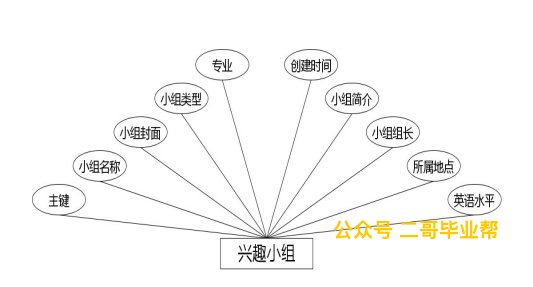 专业
创建时间
小组类型
小组简介
小组封面
小组组长
小组名称
所属地点
主键
英语水平
公众号 二哥毕业帮
兴趣小组